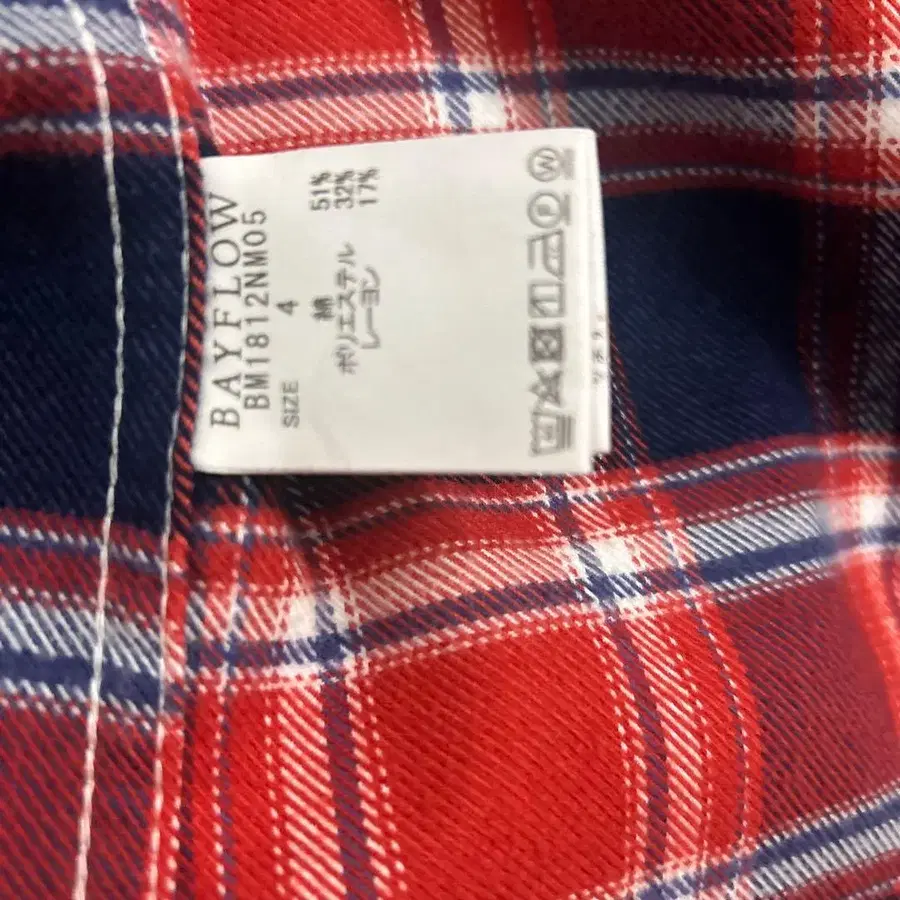 BAYFLOW
BM1812NM05
SIZE 4
綿 51%
ポリエステル 32%
レーヨン 17%